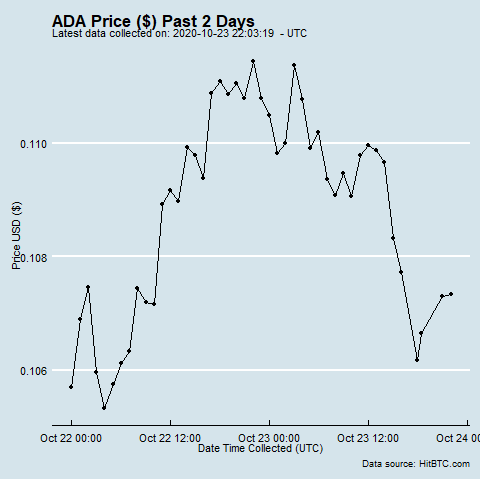 ADA Price ($) Past 2 Days
Latest data collected on: 2020-10-23 22:03:19 - UTC
Price USD ($)
0.110
0.108
0.106
Oct 22 00:00 Oct 22 12:00 Oct 23 00:00 Oct 23 12:00 Oct 24 00
Date Time Collected (UTC)
Data source: HitBTC.com